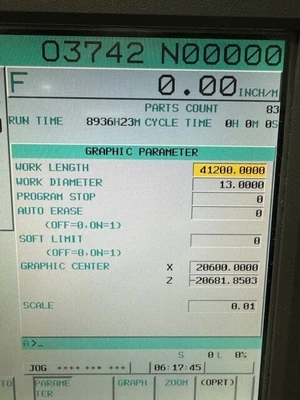 O3742 N00000
F 0.00 INCH/M
PARTS COUNT 83
RUN TIME 8936H23M CYCLE TIME 0H 0M 0S
GRAPHIC PARAMETER
WORK LENGTH 41200.0000
WORK DIAMETER 13.0000
PROGRAM STOP 0
AUTO ERASE 0
(OFF=0,ON=1)
SOFT LIMIT 0
(OFF=0,ON=1)
GRAPHIC CENTER X 20600.0000
Z -20681.8503
SCALE 0.01
A>_
S 0 L 0%
JOG **** *** *** 06:17:45
PARAME
TER
GRAPH
ZOOM
(OPRT)